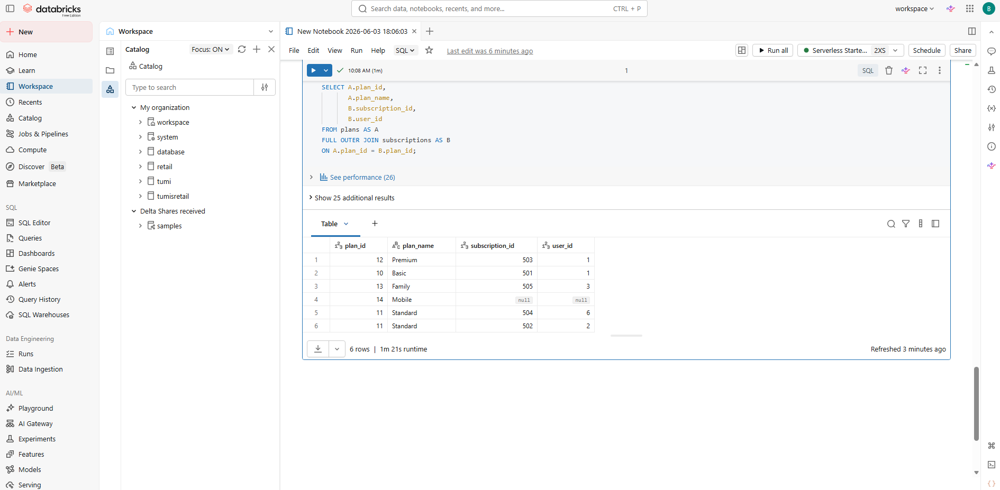 databricks
Free Edition
Search data, notebooks, recents, and more...
CTRL + P
workspace
B
New
Home
Learn
Workspace
Recents
Catalog
Jobs & Pipelines
Compute
Discover Beta
Marketplace
SQL
SQL Editor
Queries
Dashboards
Genie Spaces
Alerts
Query History
SQL Warehouses
Data Engineering
Runs
Data Ingestion
AI/ML
Playground
AI Gateway
Experiments
Features
Models
Serving
Workspace
Catalog
Focus: ON
Catalog
Type to search
My organization
workspace
system
database
retail
tumi
tumisretail
Delta Shares received
samples
New Notebook 2026-06-03 18:06:03
File Edit View Run Help SQL Last edit was 6 minutes ago
Run all
Serverless Starte... 2XS
Schedule
Share
10:08 AM (1m)
1
SQL
SELECT A.plan_id,
A.plan_name,
B.subscription_id,
B.user_id
FROM plans AS A
FULL OUTER JOIN subscriptions AS B
ON A.plan_id = B.plan_id;
See performance (26)
Show 25 additional results
Table
plan_id plan_name subscription_id user_id
1 12 Premium 503 1
2 10 Basic 501 1
3 13 Family 505 3
4 14 Mobile null null
5 11 Standard 504 6
6 11 Standard 502 2
6 rows | 1m 21s runtime
Refreshed 3 minutes ago